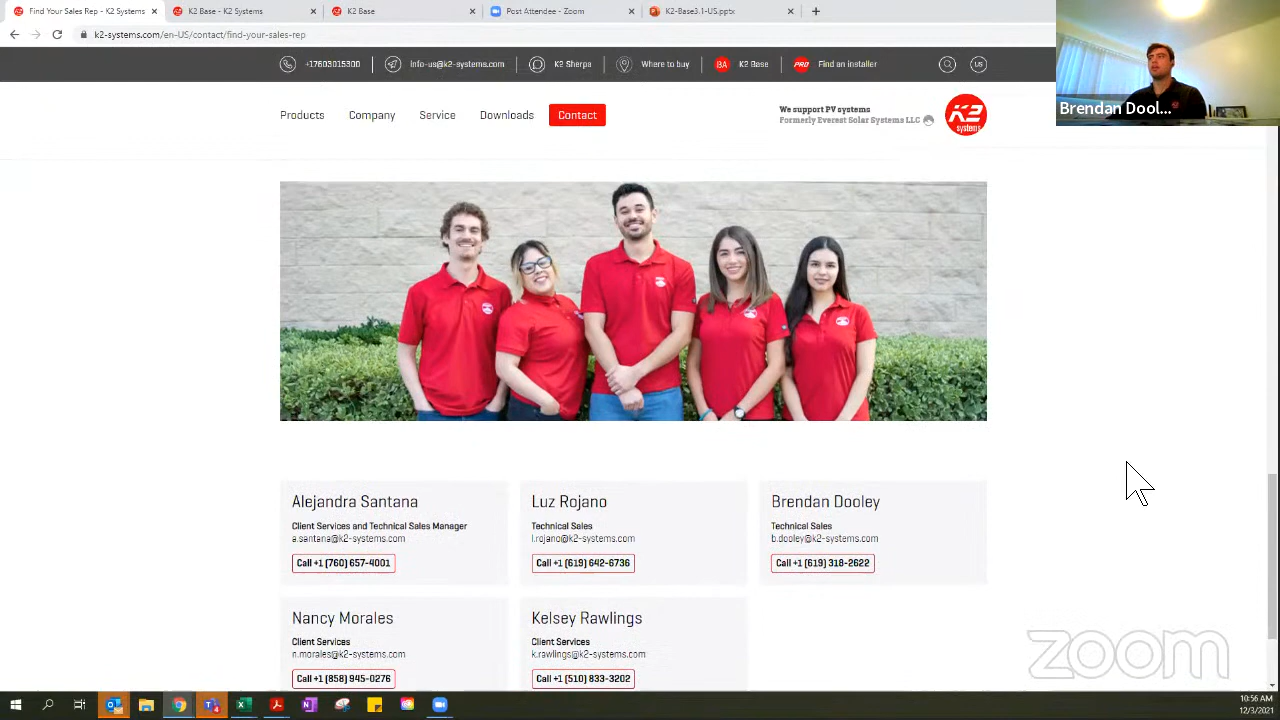 Find Your Sales Rep - K2 Systems
K2 Base - K2 Systems
K2 Base
Post Attendee - Zoom
K2-Base3.1-US.pptx
k2-systems.com/en-US/contact/find-your-sales-rep
+17603015300
Info-us@k2-systems.com
K2 Sherpa
Where to buy
BA
K2 Base
PRO
Find an installer
US
Products
Company
Service
Downloads
Contact
We support PV systems
Formerly Everest Solar Systems LLC
K2
systems
Brendan Dool...
Alejandra Santana
Client Services and Technical Sales Manager
a.santana@k2-systems.com
Call +1 (760) 657-4001
Luz Rojano
Technical Sales
l.rojano@k2-systems.com
Call +1 (619) 642-6736
Brendan Dooley
Technical Sales
b.dooley@k2-systems.com
Call +1 (619) 318-2622
Nancy Morales
Client Services
n.morales@k2-systems.com
Call +1 (858) 945-0276
Kelsey Rawlings
Client Services
k.rawlings@k2-systems.com
Call +1 (510) 833-3202
zoom
10:56 AM
12/3/2021